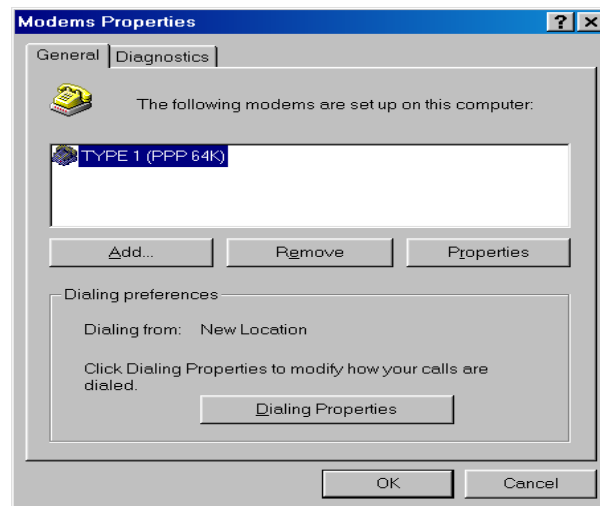 Modems Properties
General Diagnostics
The following modems are set up on this computer:
TYPE 1 (PPP 64K)
Add... Remove Properties
Dialing preferences
Dialing from: New Location
Click Dialing Properties to modify how your calls are
dialed.
Dialing Properties
OK Cancel